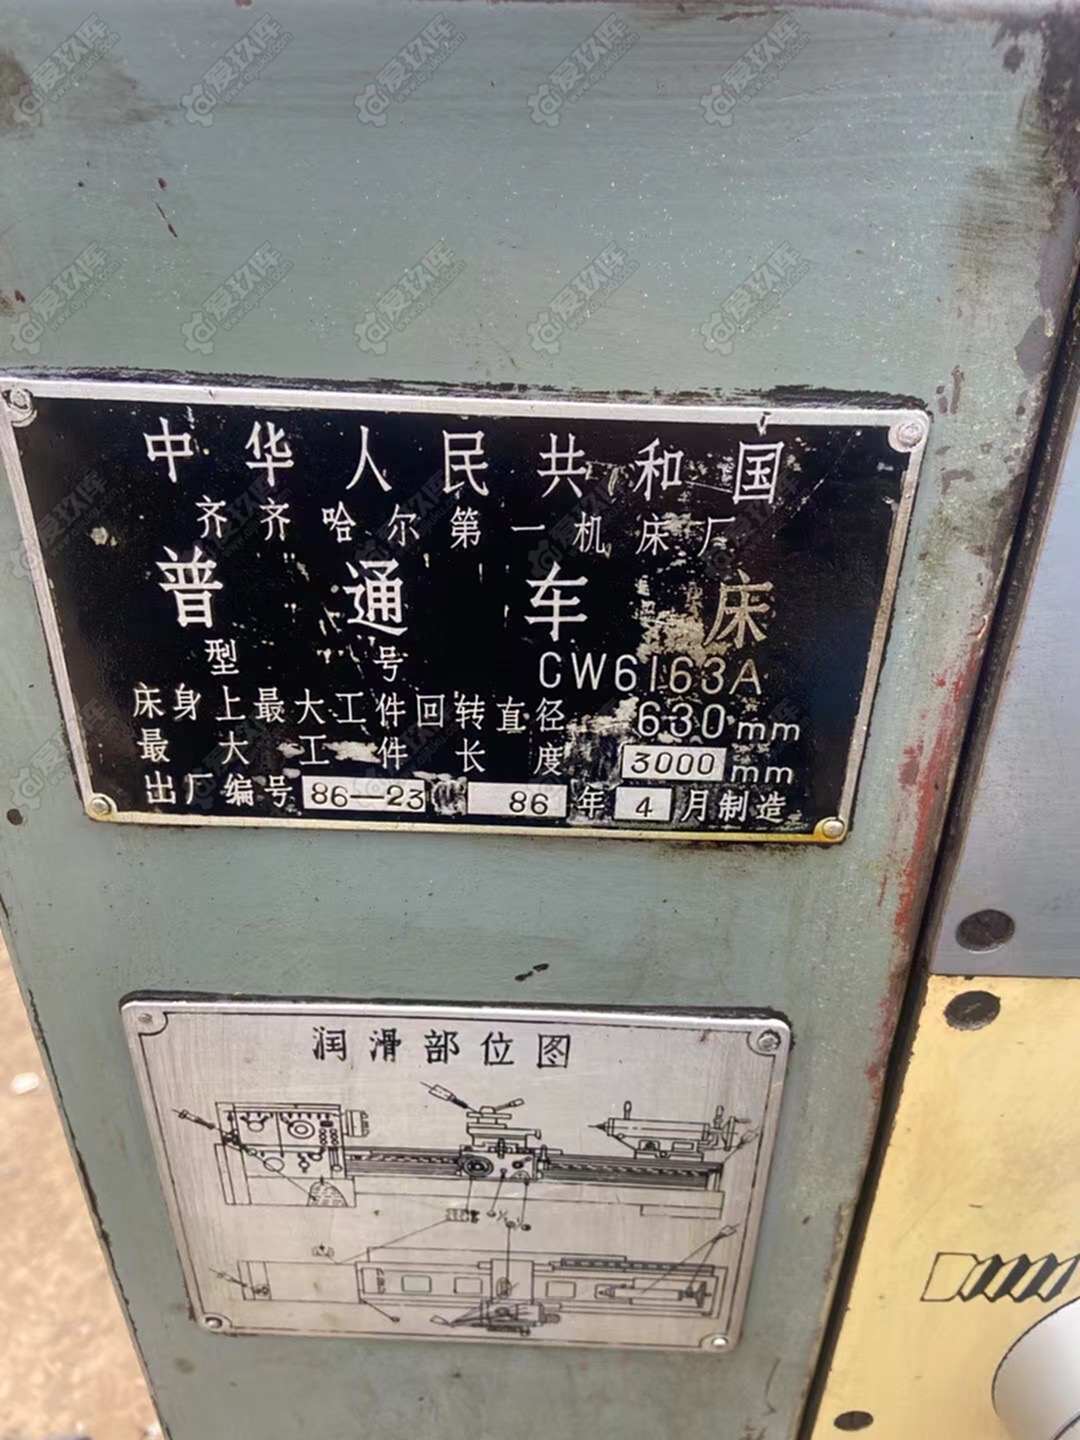 中华人民共和国
齐齐哈尔第一机床厂
普通车床
型号 CW6163A
床身上最大工件回转直径 630mm
最大工件长度 3000mm
出厂编号 86-23 86年4月制造
润滑部位图